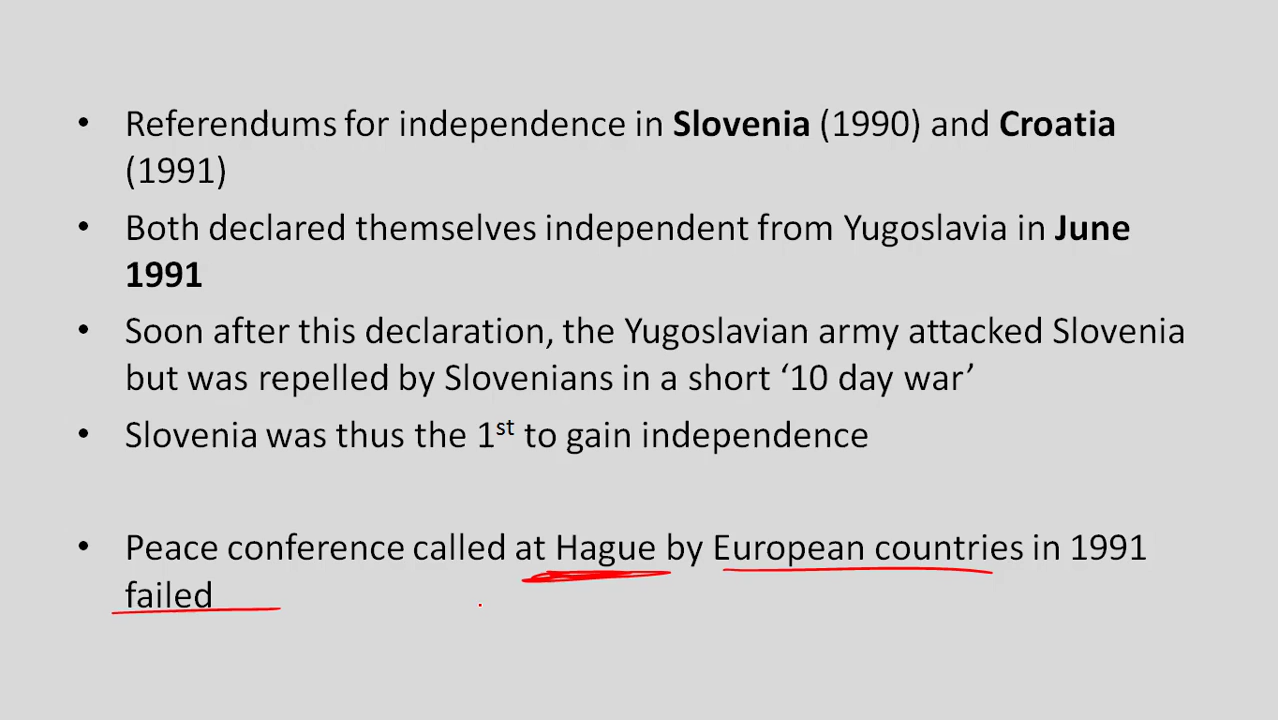 • Referendums for independence in Slovenia (1990) and Croatia
(1991)
• Both declared themselves independent from Yugoslavia in June
1991
• Soon after this declaration, the Yugoslavian army attacked Slovenia
but was repelled by Slovenians in a short ‘10 day war’
• Slovenia was thus the 1st to gain independence
• Peace conference called at Hague by European countries in 1991
failed